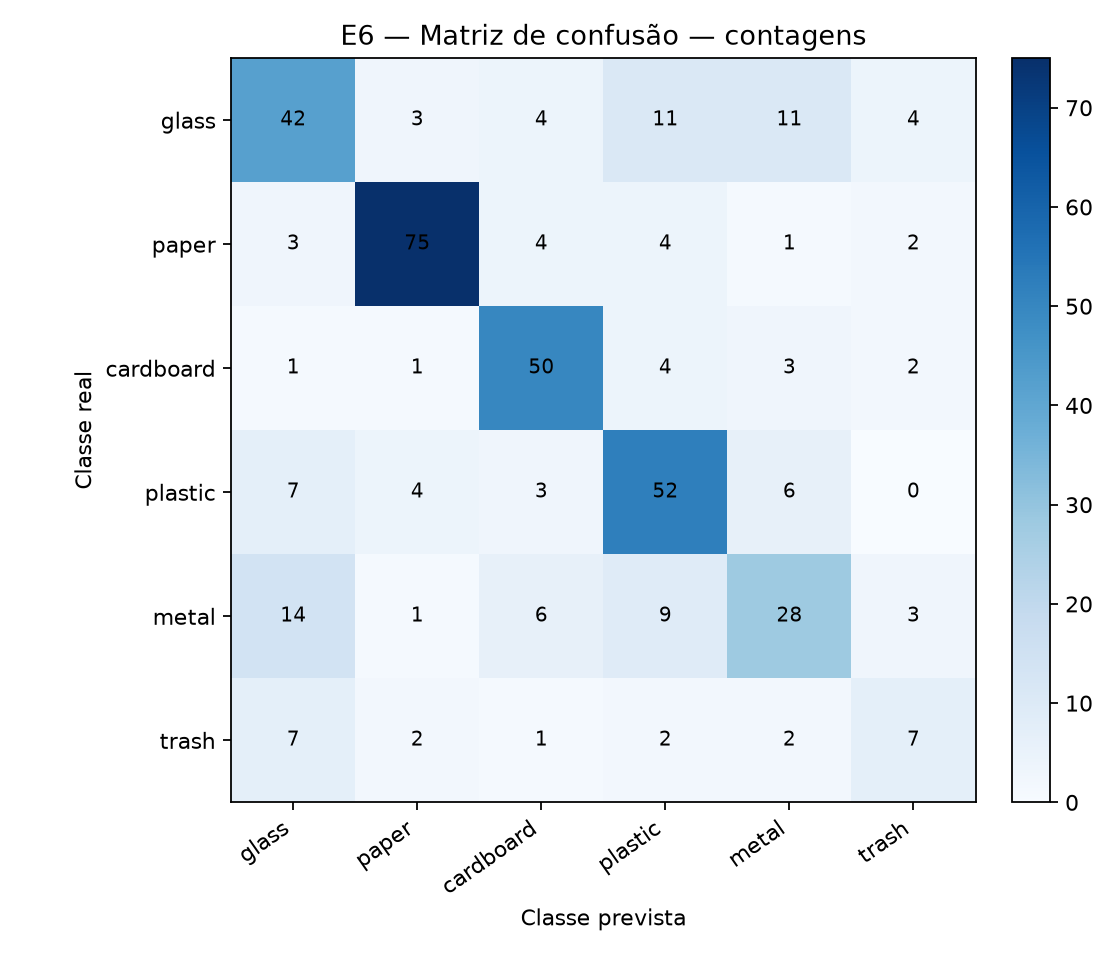 E6 — Matriz de confusão — contagens
glass 42 3 4 11 11 4
paper 3 75 4 4 1 2
cardboard 1 1 50 4 3 2
plastic 7 4 3 52 6 0
metal 14 1 6 9 28 3
trash 7 2 1 2 2 7
glass paper cardboard plastic metal trash
Classe prevista
Classe real
70
60
50
40
30
20
10
0